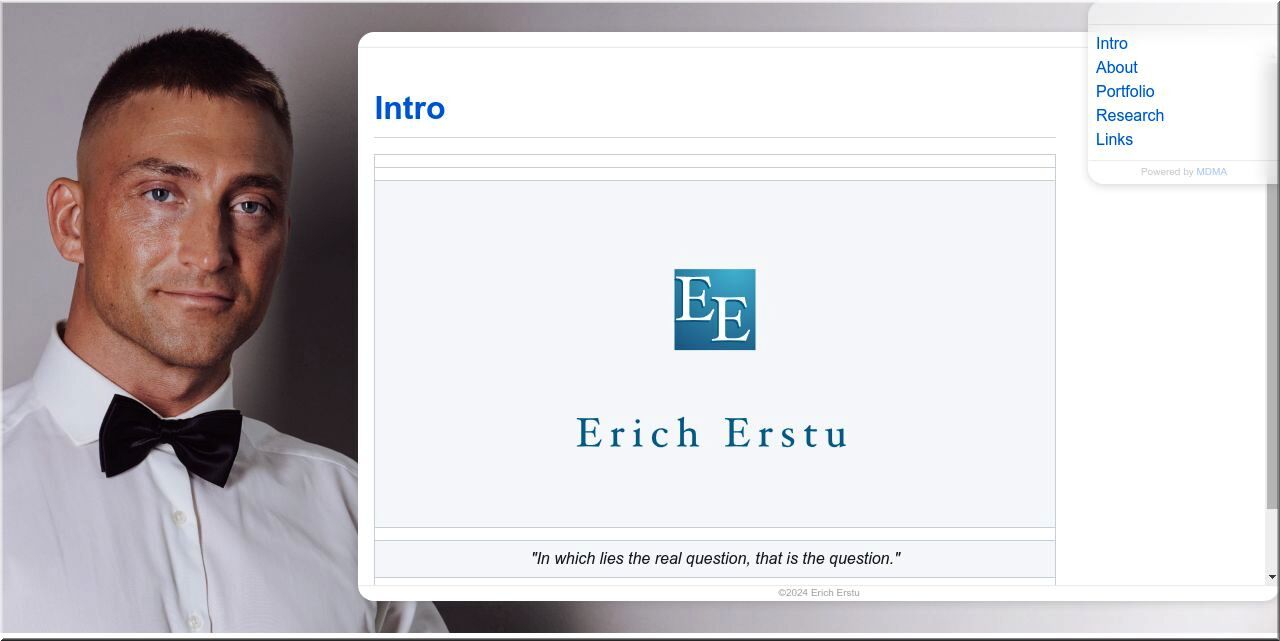 Intro
About
Portfolio
Research
Links
Powered by MDMA
Intro
EE
Erich Erstu
"In which lies the real question, that is the question."
©2024 Erich Erstu